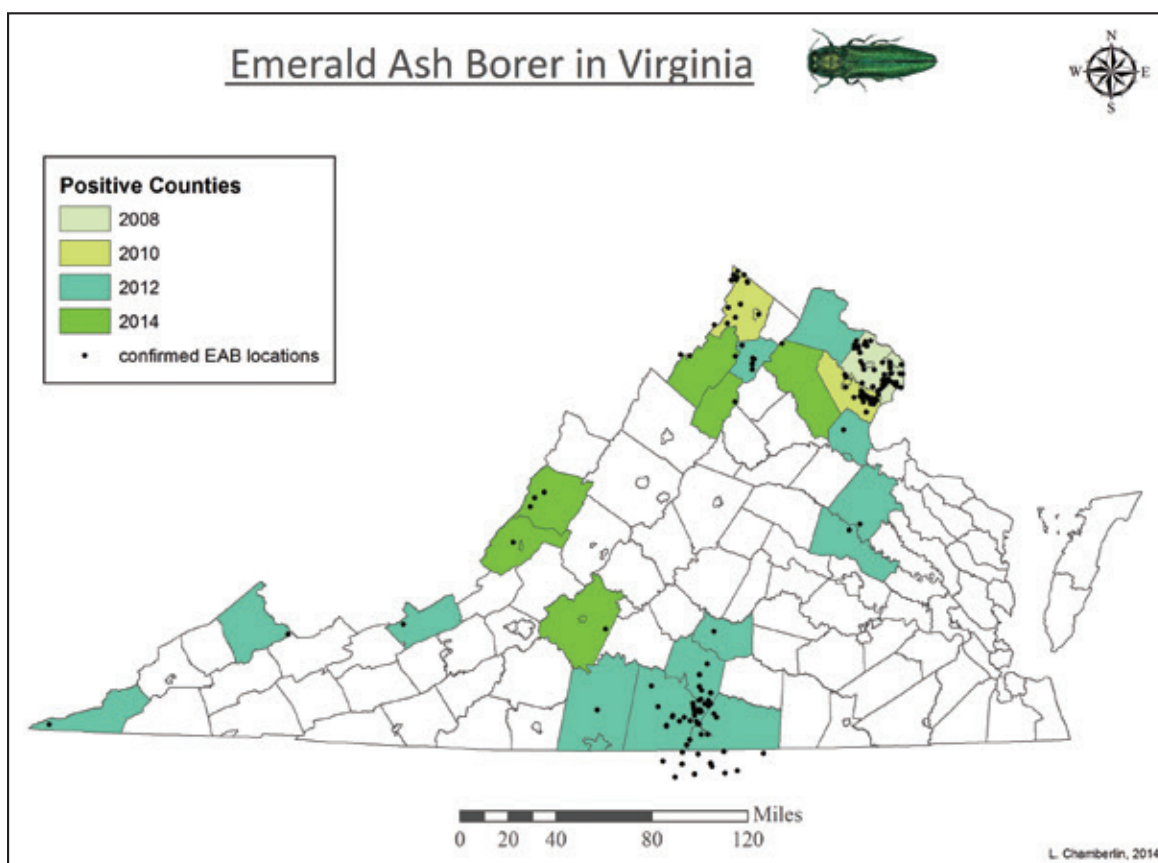 Emerald Ash Borer in Virginia
N
W E
S
Positive Counties
2008
2010
2012
2014
confirmed EAB locations
Miles
0 20 40 80 120
L. Chamberlin, 2014